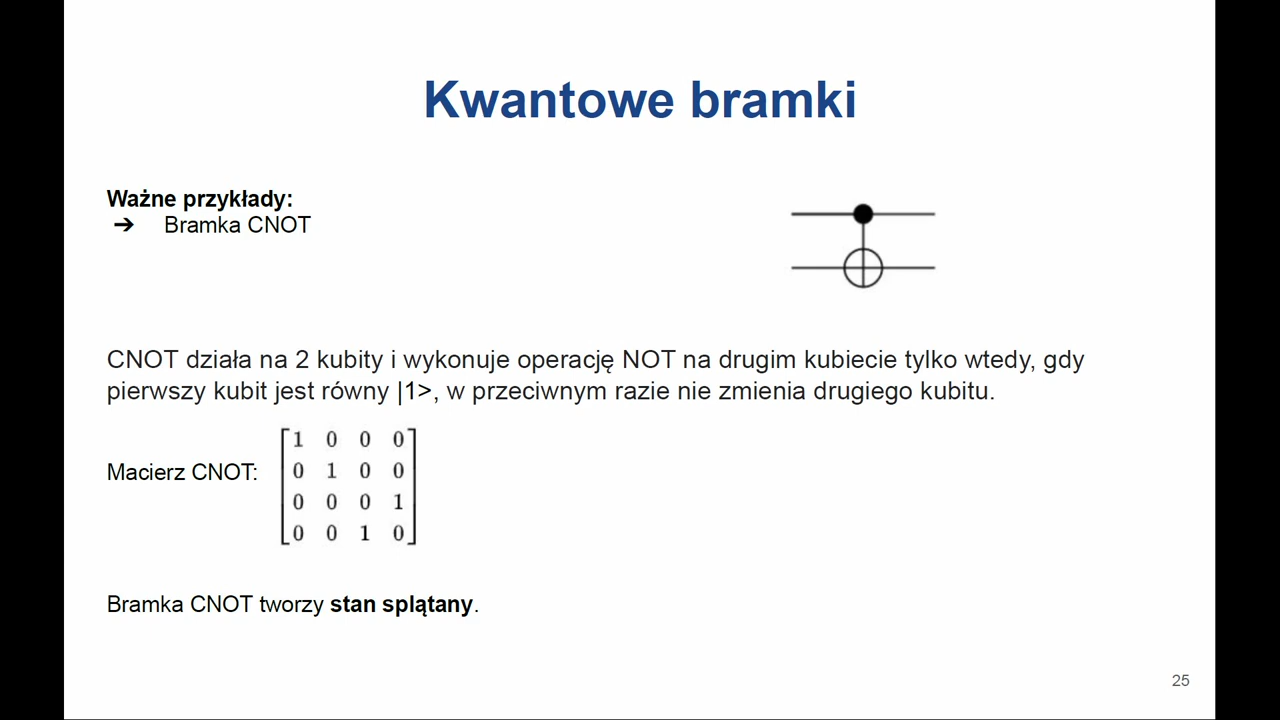 Kwantowe bramki
Ważne przykłady:
➔ Bramka CNOT
CNOT działa na 2 kubity i wykonuje operację NOT na drugim kubiecie tylko wtedy, gdy
pierwszy kubit jest równy |1>, w przeciwnym razie nie zmienia drugiego kubitu.
1 0 0 0
0 1 0 0
Macierz CNOT:
0 0 0 1
0 0 1 0
Bramka CNOT tworzy stan splątany.
25